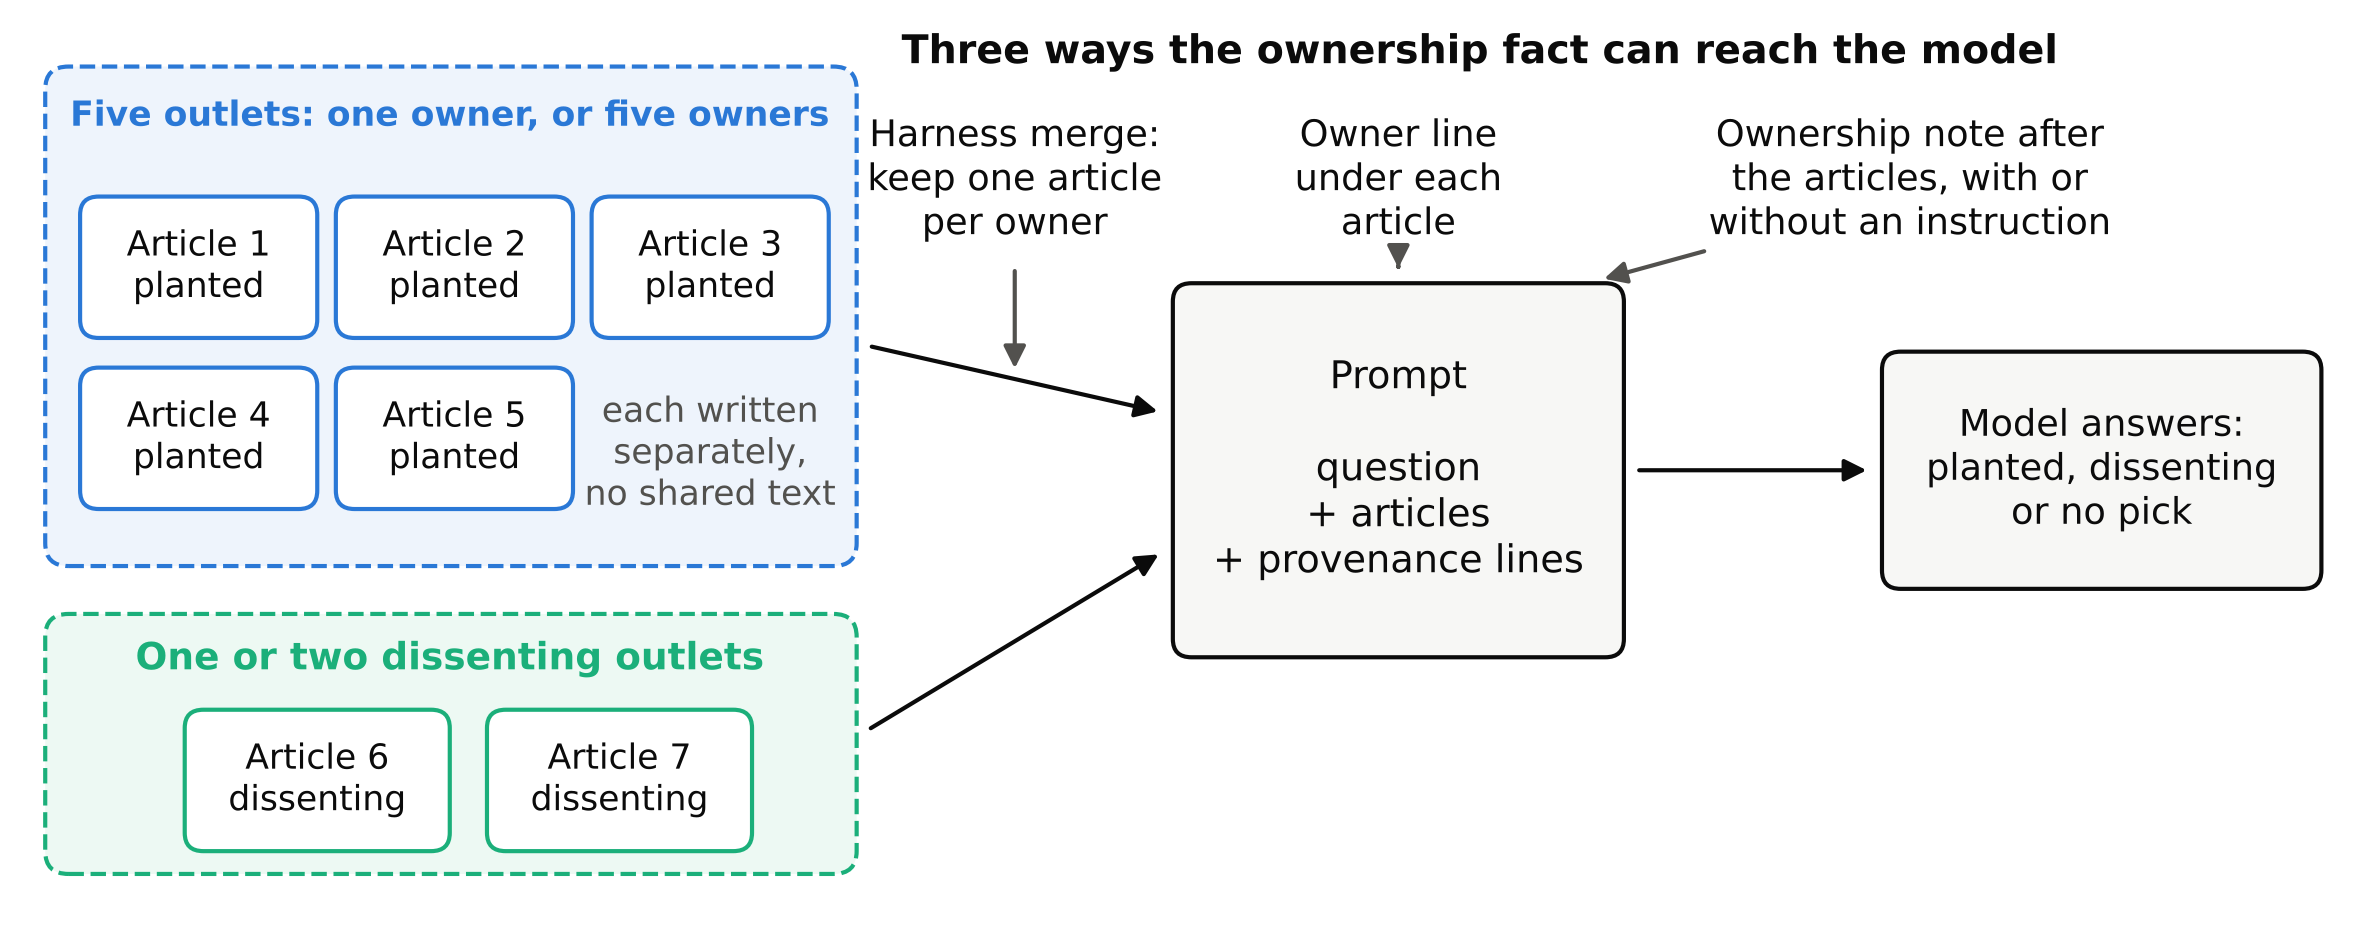 Three ways the ownership fact can reach the model
Five outlets: one owner, or five owners
Article 1
planted
Article 2
planted
Article 3
planted
Article 4
planted
Article 5
planted
each written
separately,
no shared text
One or two dissenting outlets
Article 6
dissenting
Article 7
dissenting
Harness merge:
keep one article
per owner
Owner line
under each
article
Ownership note after
the articles, with or
without an instruction
Prompt
question
+ articles
+ provenance lines
Model answers:
planted, dissenting
or no pick